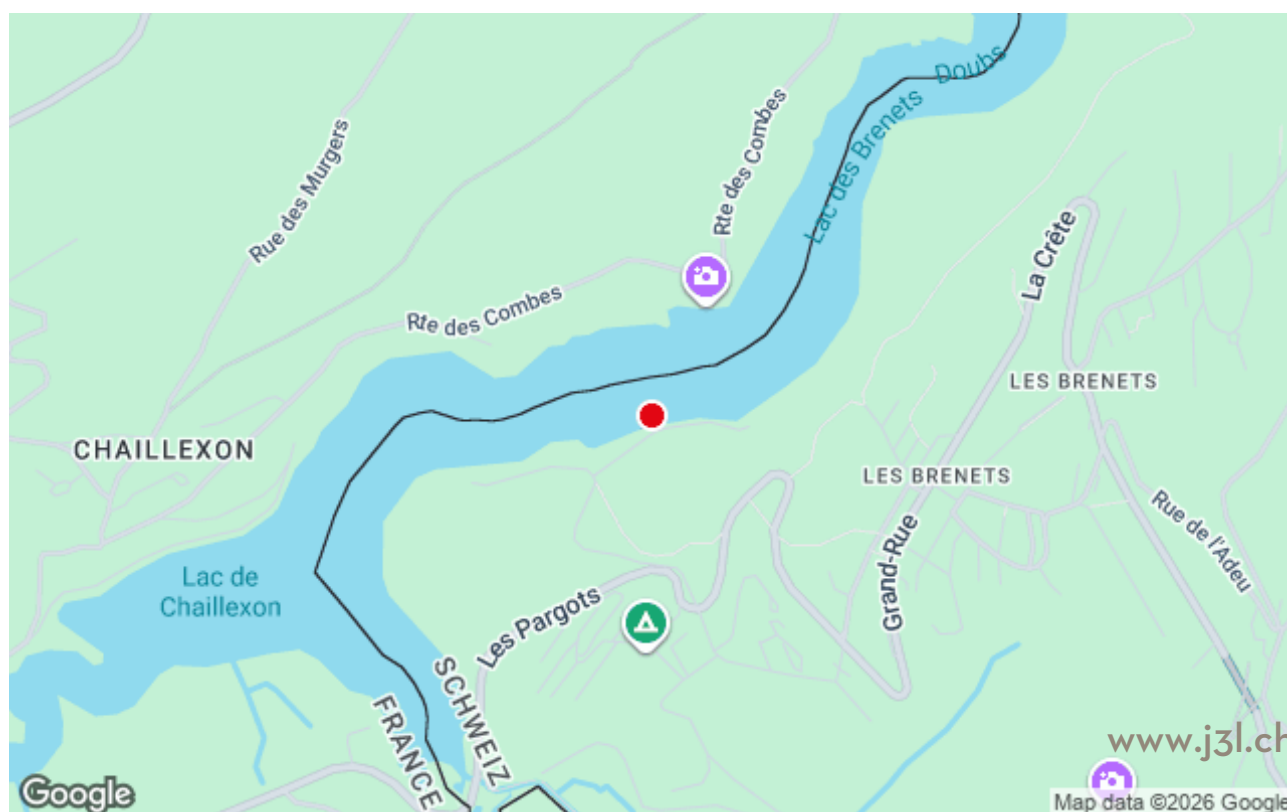 Doubs
Lac des Brenets
Rte des Combes
Rue des Murgers
La Crête
Rte des Combes
LES BRENETS
CHAILLEXON
LES BRENETS
Rue de l'Adeu
Grand-Rue
Lac de
Chaillexon
Les Pargots
SCHWEIZ
FRANCE
www.j3l.ch
Google
Map data ©2026 Google